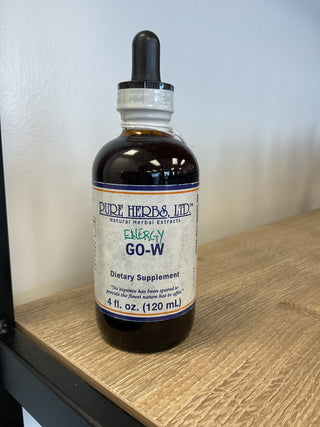 PURE HERBS, LTD.™
Natural Herbal Extracts
ENERGY
GO-W
Dietary Supplement
"No expense has been spared to
provide the finest nature has to offer"
4 fl. oz. (120 mL)